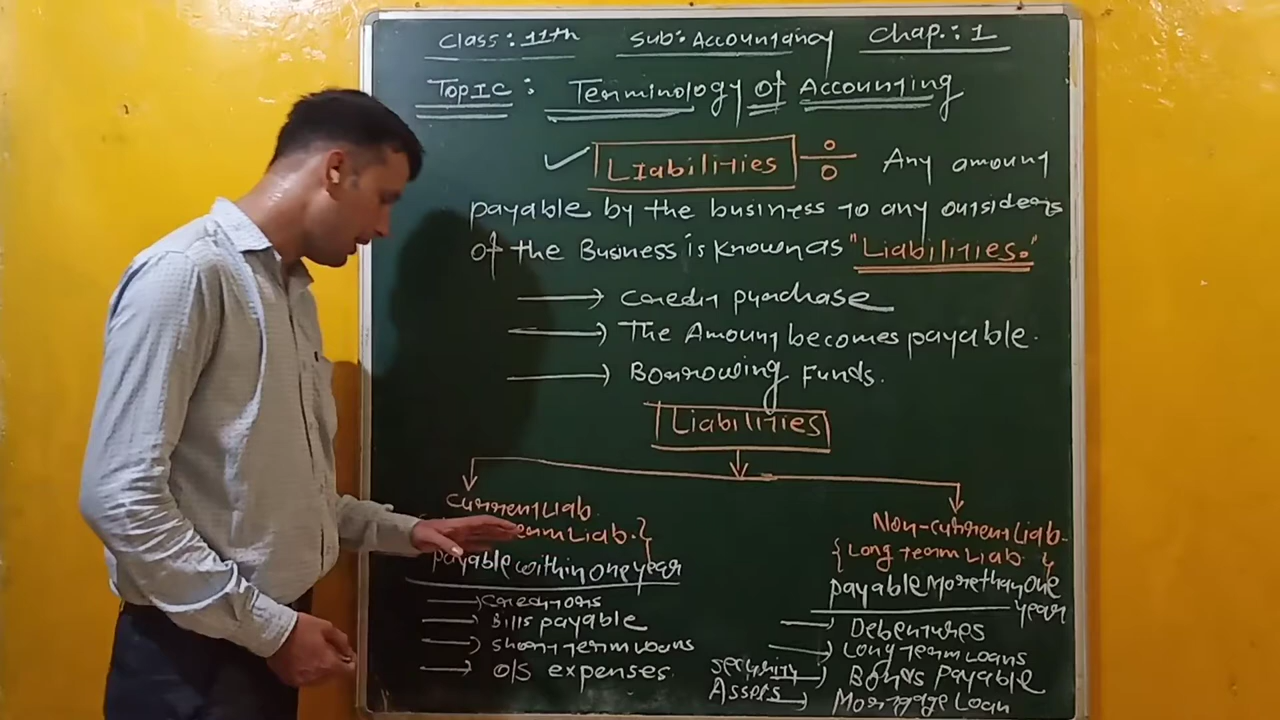 Class: 11th Sub: Accountancy Chap.: 1
Topic: Terminology of Accounting
Liabilities ÷ Any amount
payable by the business to any outsiders
of the Business is known as "Liabilities."
→ Credit purchase
→ The Amount becomes payable.
→ Borrowing Funds.
Liabilities
Current Liab.
Term Liab. }
Payable within one year
→ Creditors
→ Bills payable
→ Short term loans
→ O/S expenses.
Non-current Liab.
{ Long Term Liab. }
Payable More than One
year
→ Debentures
→ Long Term Loans
→ Bonds Payable
Security
Assets → Mortgage Loan